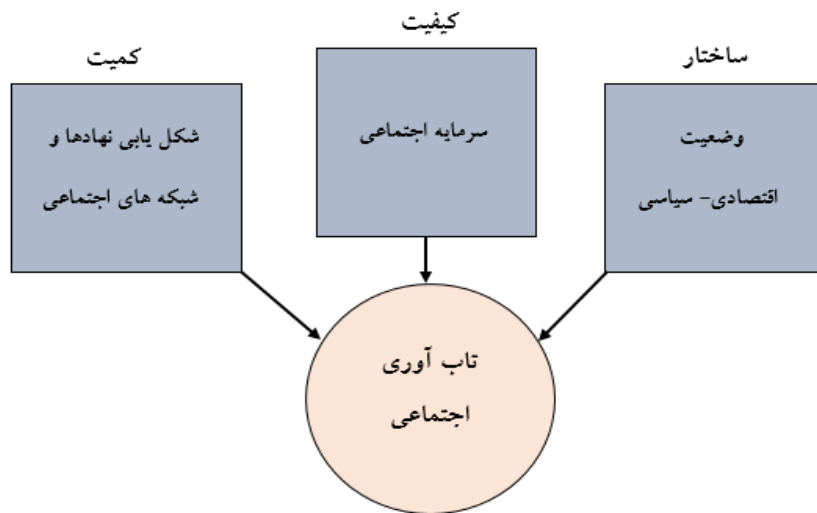 ساختار
وضعیت
اقتصادی- سیاسی
کیفیت
سرمایه اجتماعی
کمیت
شکل یابی نهادها و
شبکه های اجتماعی
تاب آوری
اجتماعی